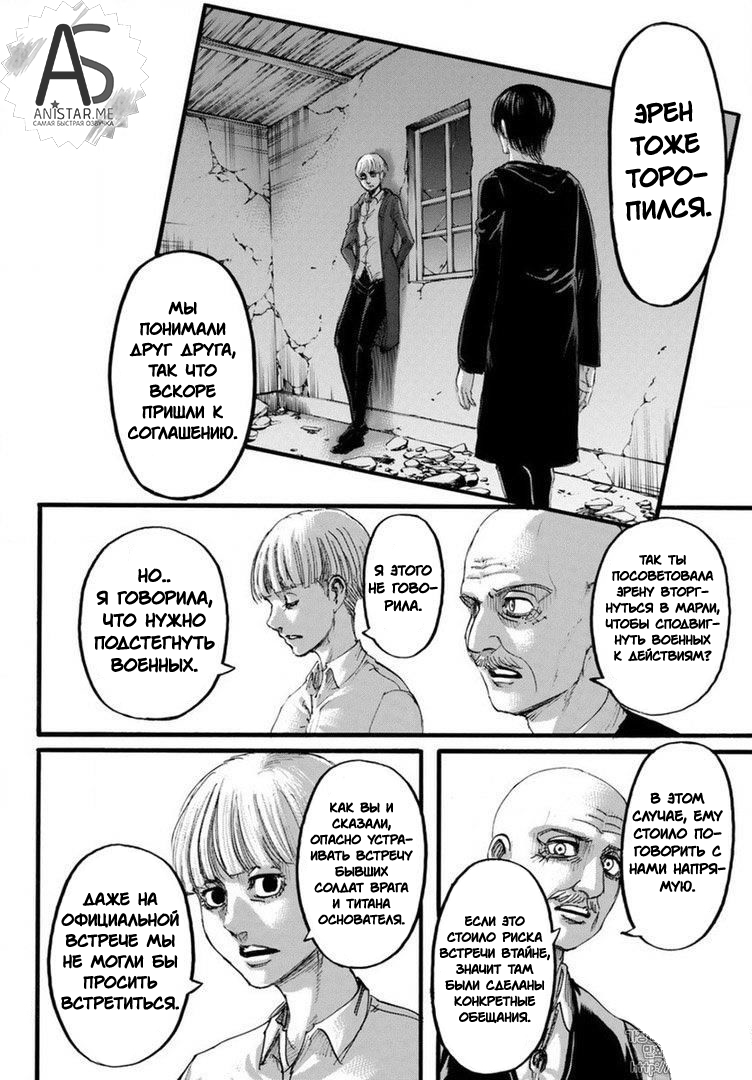 AS
ANISTAR.ME
САМАЯ БЫСТРАЯ ОЗВУЧКА
ЭРЕН
ТОЖЕ
ТОРО-
ПИЛСЯ.
МЫ
ПОНИМАЛИ
ДРУГ ДРУГА,
ТАК ЧТО
ВСКОРЕ
ПРИШЛИ К
СОГЛАШЕНИЮ.
ТАК ТЫ
ПОСОВЕТОВАЛА
ЭРЕНУ ВТОРГ-
НУТЬСЯ В МАРЛИ,
ЧТОБЫ СПОДВИГ-
НУТЬ ВОЕННЫХ
К ДЕЙСТВИЯМ?
Я ЭТОГО
НЕ ГОВО-
РИЛА.
НО..
Я ГОВОРИЛА,
ЧТО НУЖНО
ПОДСТЕГНУТЬ
ВОЕННЫХ.
В ЭТОМ
СЛУЧАЕ, ЕМУ
СТОИЛО ПО-
ГОВОРИТЬ С
НАМИ НАПРЯ-
МУЮ.
ЕСЛИ ЭТО
СТОИЛО РИСКА
ВСТРЕЧИ ВТАЙНЕ,
ЗНАЧИТ ТАМ
БЫЛИ СДЕЛАНЫ
КОНКРЕТНЫЕ
ОБЕЩАНИЯ.
КАК ВЫ И
СКАЗАЛИ,
ОПАСНО УСТРА-
ИВАТЬ ВСТРЕЧУ
БЫВШИХ
СОЛДАТ ВРАГА
И ТИТАНА
ОСНОВАТЕЛЯ.
ДАЖЕ НА
ОФИЦИАЛЬНОЙ
ВСТРЕЧЕ МЫ
НЕ МОГЛИ БЫ
ПРОСИТЬ
ВСТРЕТИТЬСЯ.
http://